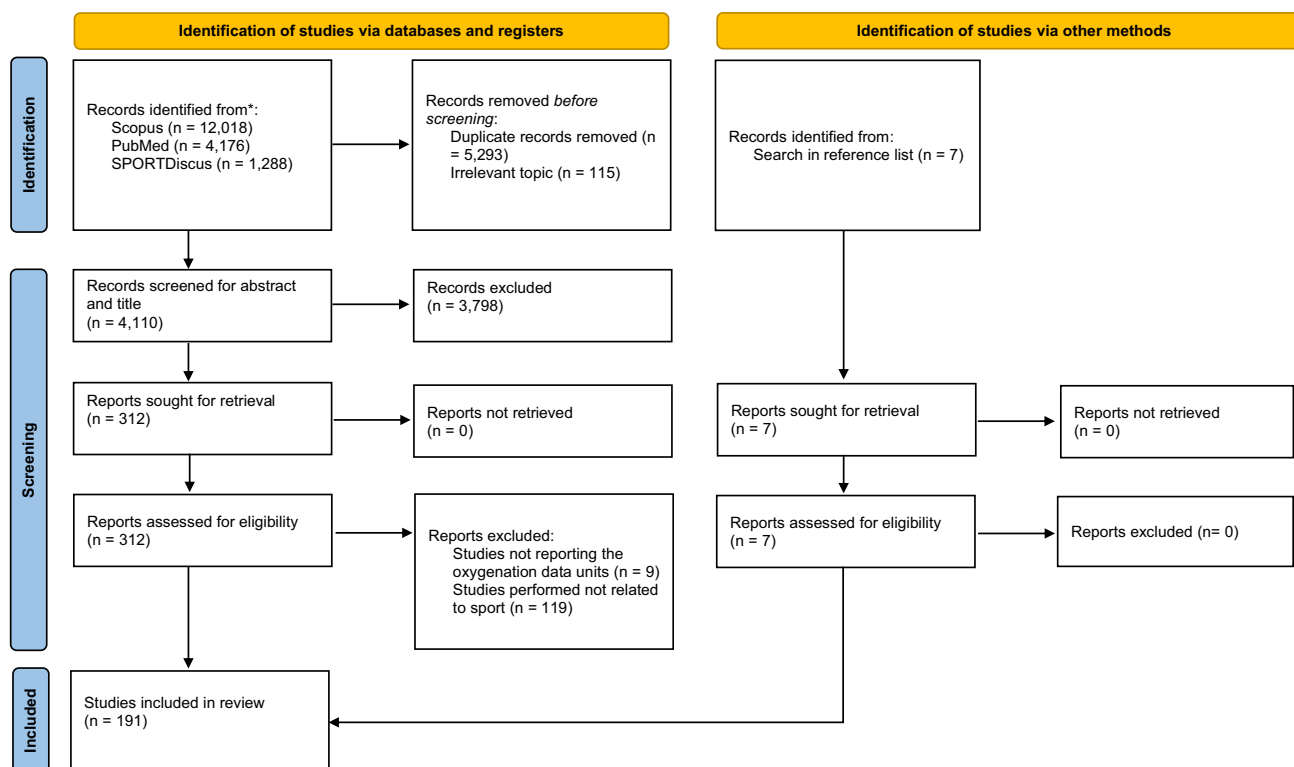 Identification of studies via databases and registers
Identification of studies via other methods
Identification
Records identified from*:
Scopus (n = 12,018)
PubMed (n = 4,176)
SPORTDiscus (n = 1,288)
Records removed before
screening:
Duplicate records removed (n
= 5,293)
Irrelevant topic (n = 115)
Records identified from:
Search in reference list (n = 7)
Screening
Records screened for abstract
and title
(n = 4,110)
Records excluded
(n = 3,798)
Reports sought for retrieval
(n = 312)
Reports not retrieved
(n = 0)
Reports sought for retrieval
(n = 7)
Reports not retrieved
(n = 0)
Reports assessed for eligibility
(n = 312)
Reports excluded:
Studies not reporting the
oxygenation data units (n = 9)
Studies performed not related
to sport (n = 119)
Reports assessed for eligibility
(n = 7)
Reports excluded (n= 0)
Included
Studies included in review
(n = 191)